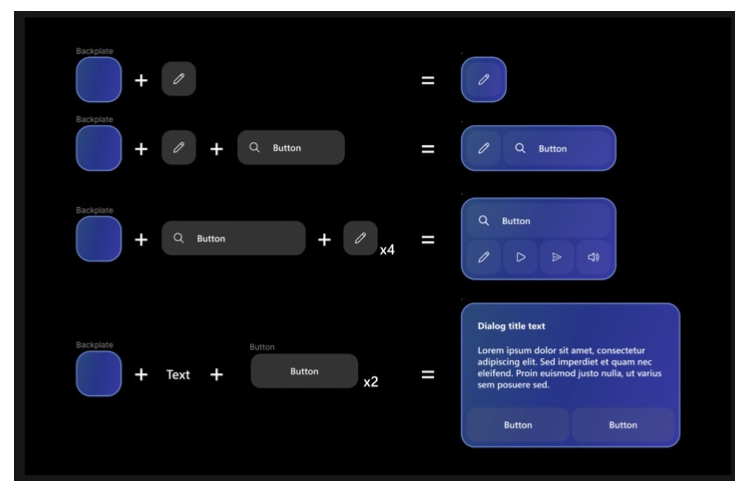 Backplate
+ =
Backplate
+ + Button =
Backplate
+ Button + x4 =
Button
Backplate
Button
+ Text + Button x2 =
Button
Dialog title text
Lorem ipsum dolor sit amet, consectetur
adipiscing elit. Sed imperdiet et quam nec
eleifend. Proin euismod justo nulla, ut varius
sem posuere sed.
Button Button